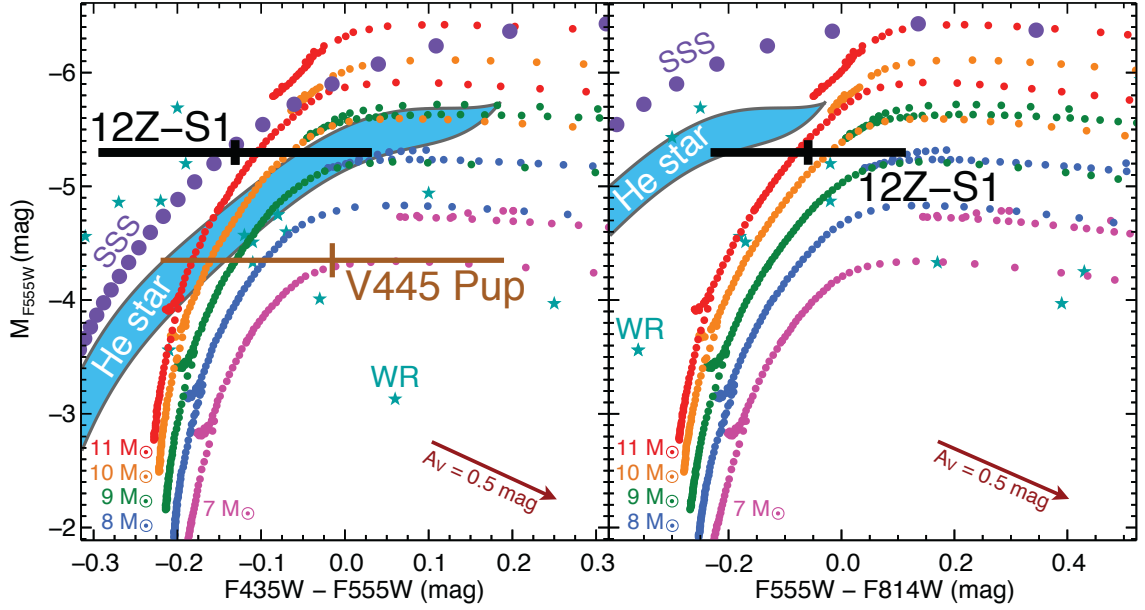 −6
−5
−4
−3
−2
M_F555W (mag)
SSS
12Z−S1
SSS
He star
V445 Pup
WR
11 M⊙
10 M⊙
9 M⊙
8 M⊙
7 M⊙
Av = 0.5 mag
−0.3 −0.2 −0.1 0.0 0.1 0.2 0.3
F435W − F555W (mag)
SSS
He star
12Z−S1
WR
11 M⊙
10 M⊙
9 M⊙
8 M⊙
7 M⊙
Av = 0.5 mag
−0.2 0.0 0.2 0.4
F555W − F814W (mag)